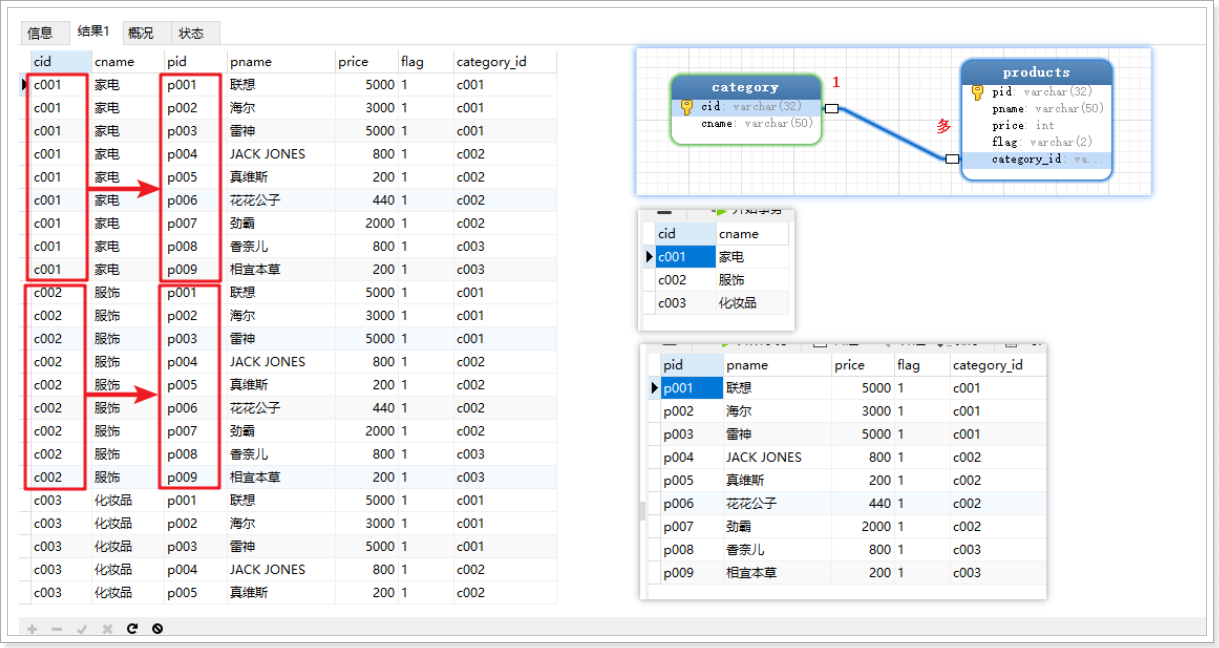 信息 结果1 概况 状态
cid cname pid pname price flag category_id
c001 家电 p001 联想 5000 1 c001
c001 家电 p002 海尔 3000 1 c001
c001 家电 p003 雷神 5000 1 c001
c001 家电 p004 JACK JONES 800 1 c002
c001 家电 p005 真维斯 200 1 c002
c001 家电 p006 花花公子 440 1 c002
c001 家电 p007 劲霸 2000 1 c002
c001 家电 p008 香奈儿 800 1 c003
c001 家电 p009 相宜本草 200 1 c003
c002 服饰 p001 联想 5000 1 c001
c002 服饰 p002 海尔 3000 1 c001
c002 服饰 p003 雷神 5000 1 c001
c002 服饰 p004 JACK JONES 800 1 c002
c002 服饰 p005 真维斯 200 1 c002
c002 服饰 p006 花花公子 440 1 c002
c002 服饰 p007 劲霸 2000 1 c002
c002 服饰 p008 香奈儿 800 1 c003
c002 服饰 p009 相宜本草 200 1 c003
c003 化妆品 p001 联想 5000 1 c001
c003 化妆品 p002 海尔 3000 1 c001
c003 化妆品 p003 雷神 5000 1 c001
c003 化妆品 p004 JACK JONES 800 1 c002
c003 化妆品 p005 真维斯 200 1 c002
category
cid: varchar(32)
cname: varchar(50)
1
多
products
pid: varchar(32)
pname: varchar(50)
price: int
flag: varchar(2)
category_id: va...
cid cname
c001 家电
c002 服饰
c003 化妆品
pid pname price flag category_id
p001 联想 5000 1 c001
p002 海尔 3000 1 c001
p003 雷神 5000 1 c001
p004 JACK JONES 800 1 c002
p005 真维斯 200 1 c002
p006 花花公子 440 1 c002
p007 劲霸 2000 1 c002
p008 香奈儿 800 1 c003
p009 相宜本草 200 1 c003